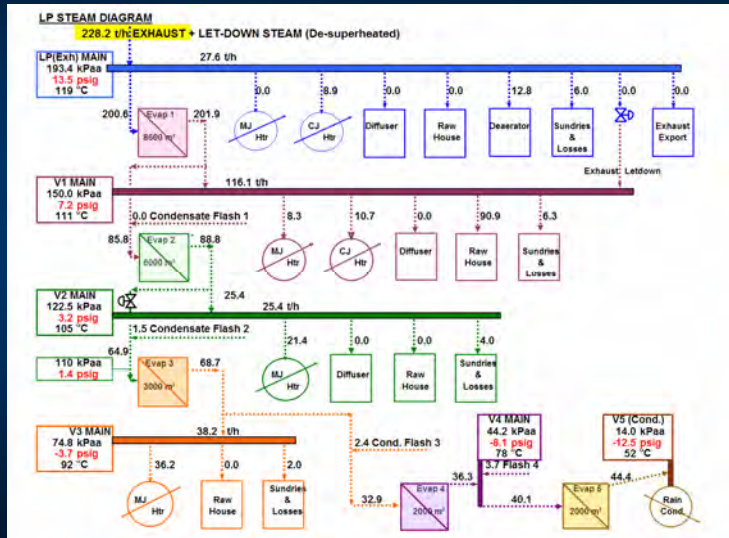 LP STEAM DIAGRAM
228.2 t/h EXHAUST + LET-DOWN STEAM (De-superheated)
LP(Exh) MAIN
193.4 kPaa
13.5 psig
119 °C
27.6 t/h
200.6
Evap 1
8600 m²
201.9
0.0
MJ
Htr
8.9
CJ
Htr
0.0
Diffuser
0.0
Raw
House
12.8
Deaerator
6.0
Sundries
&
Losses
0.0
0.0
Exhaust
Export
Exhaust: Letdown
V1 MAIN
150.0 kPaa
7.2 psig
111 °C
116.1 t/h
0.0 Condensate Flash 1
85.8
Evap 2
6000 m²
88.8
8.3
MJ
Htr
10.7
CJ
Htr
0.0
Diffuser
90.9
Raw
House
6.3
Sundries
&
Losses
V2 MAIN
122.5 kPaa
3.2 psig
105 °C
25.4
25.4 t/h
1.5 Condensate Flash 2
64.9
110 kPaa
1.4 psig
Evap 3
3000 m²
68.7
21.4
MJ
Htr
0.0
Diffuser
0.0
Raw
House
4.0
Sundries
&
Losses
V3 MAIN
74.8 kPaa
-3.7 psig
92 °C
38.2 t/h
36.2
MJ
Htr
0.0
Raw
House
2.0
Sundries
&
Losses
2.4 Cond. Flash 3
32.9
Evap 4
2000 m²
36.3
V4 MAIN
44.2 kPaa
-8.1 psig
78 °C
3.7 Flash 4
40.1
Evap 5
2000 m²
44.4
V5 (Cond.)
14.0 kPaa
-12.5 psig
52 °C
Rain
Cond.